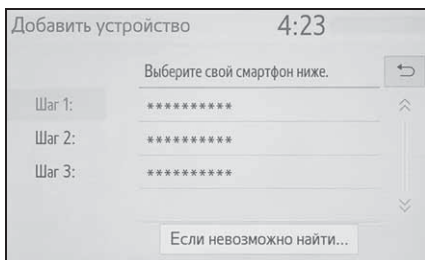 Добавить устройство 4:23
Выберите свой смартфон ниже.
Шаг 1: **********
Шаг 2: **********
Шаг 3: **********
Если невозможно найти...